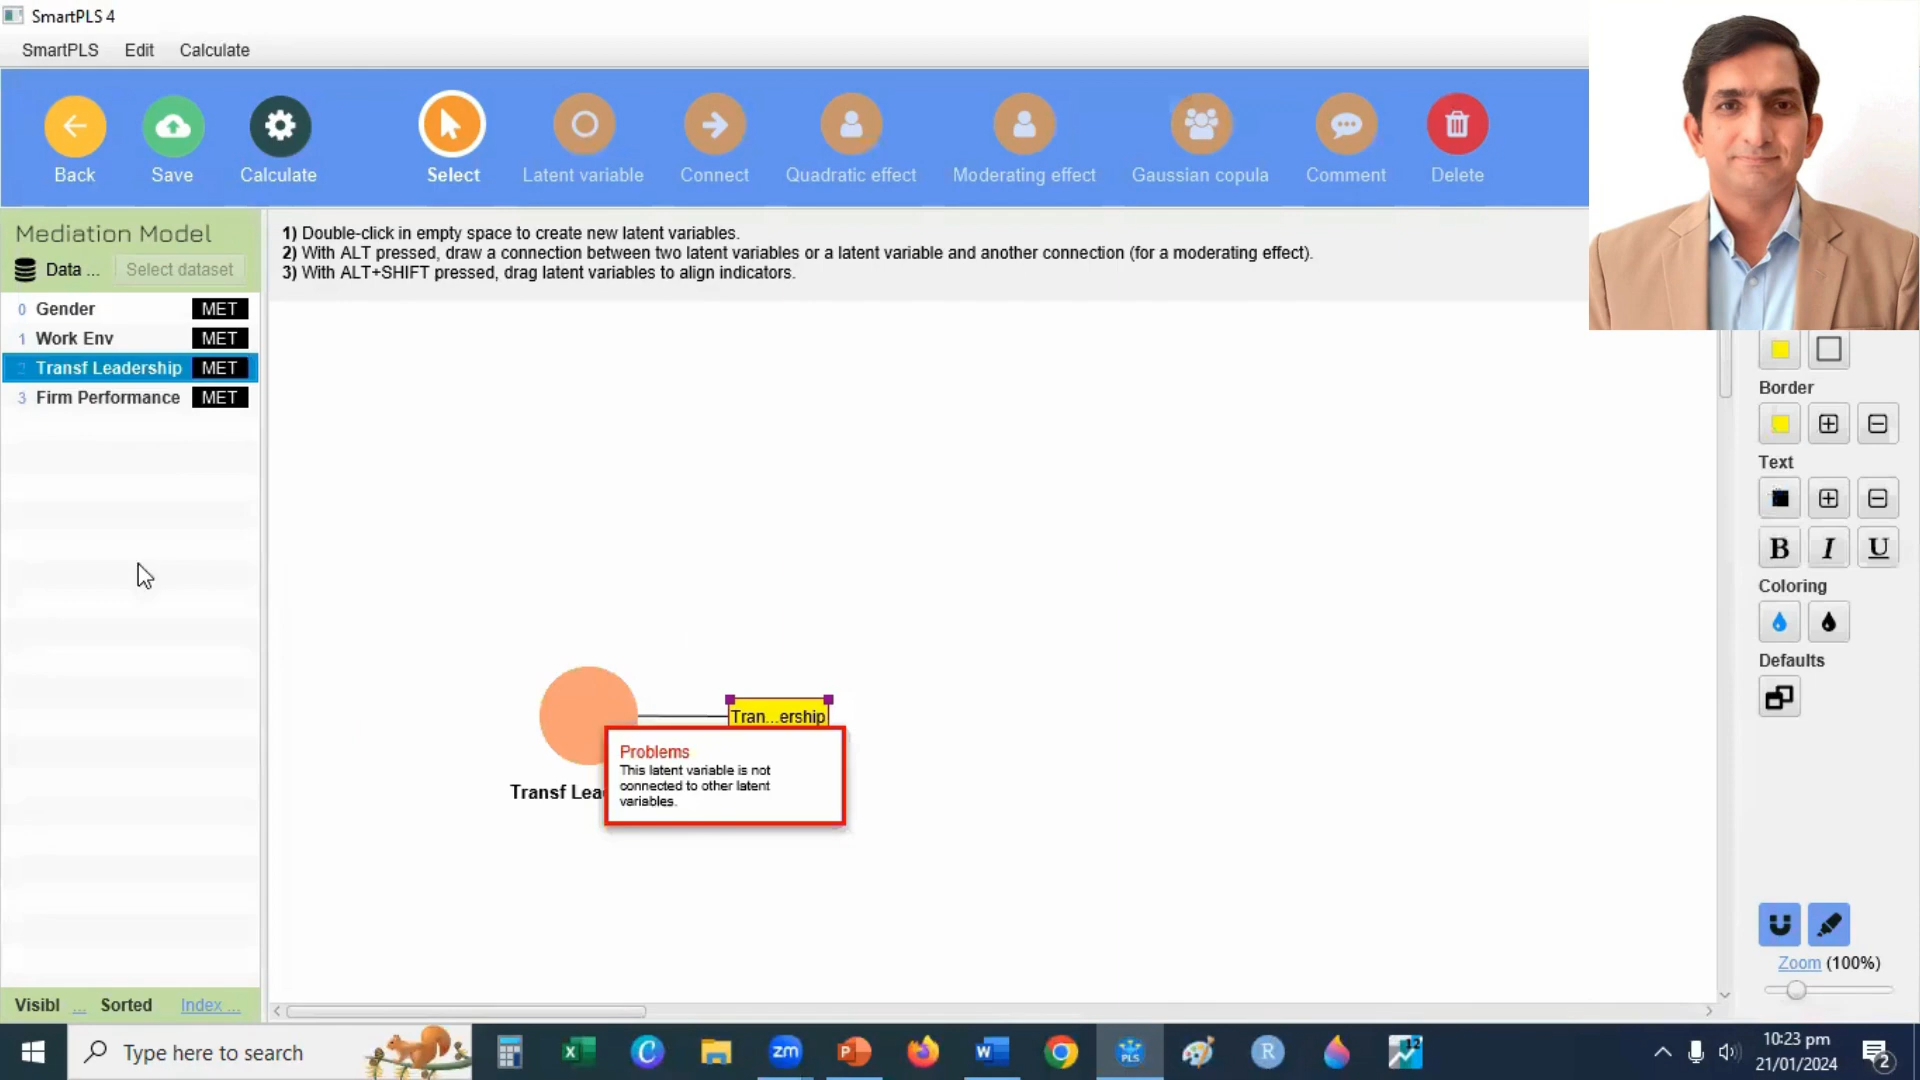 SmartPLS 4
SmartPLS Edit Calculate
Back Save Calculate Select Latent variable Connect Quadratic effect Moderating effect Gaussian copula Comment Delete
Mediation Model
Data ... Select dataset
1) Double-click in empty space to create new latent variables.
2) With ALT pressed, draw a connection between two latent variables or a latent variable and another connection (for a moderating effect).
3) With ALT+SHIFT pressed, drag latent variables to align indicators.
0 Gender MET
1 Work Env MET
2 Transf Leadership MET
3 Firm Performance MET
Border
Text
B I U
Coloring
Defaults
Tran...ership
Transf Lea
Problems
This latent variable is not
connected to other latent
variables.
Zoom (100%)
Visibl ... Sorted Index ...
Type here to search
zm
PLS
R
12
10:23 pm
21/01/2024
2